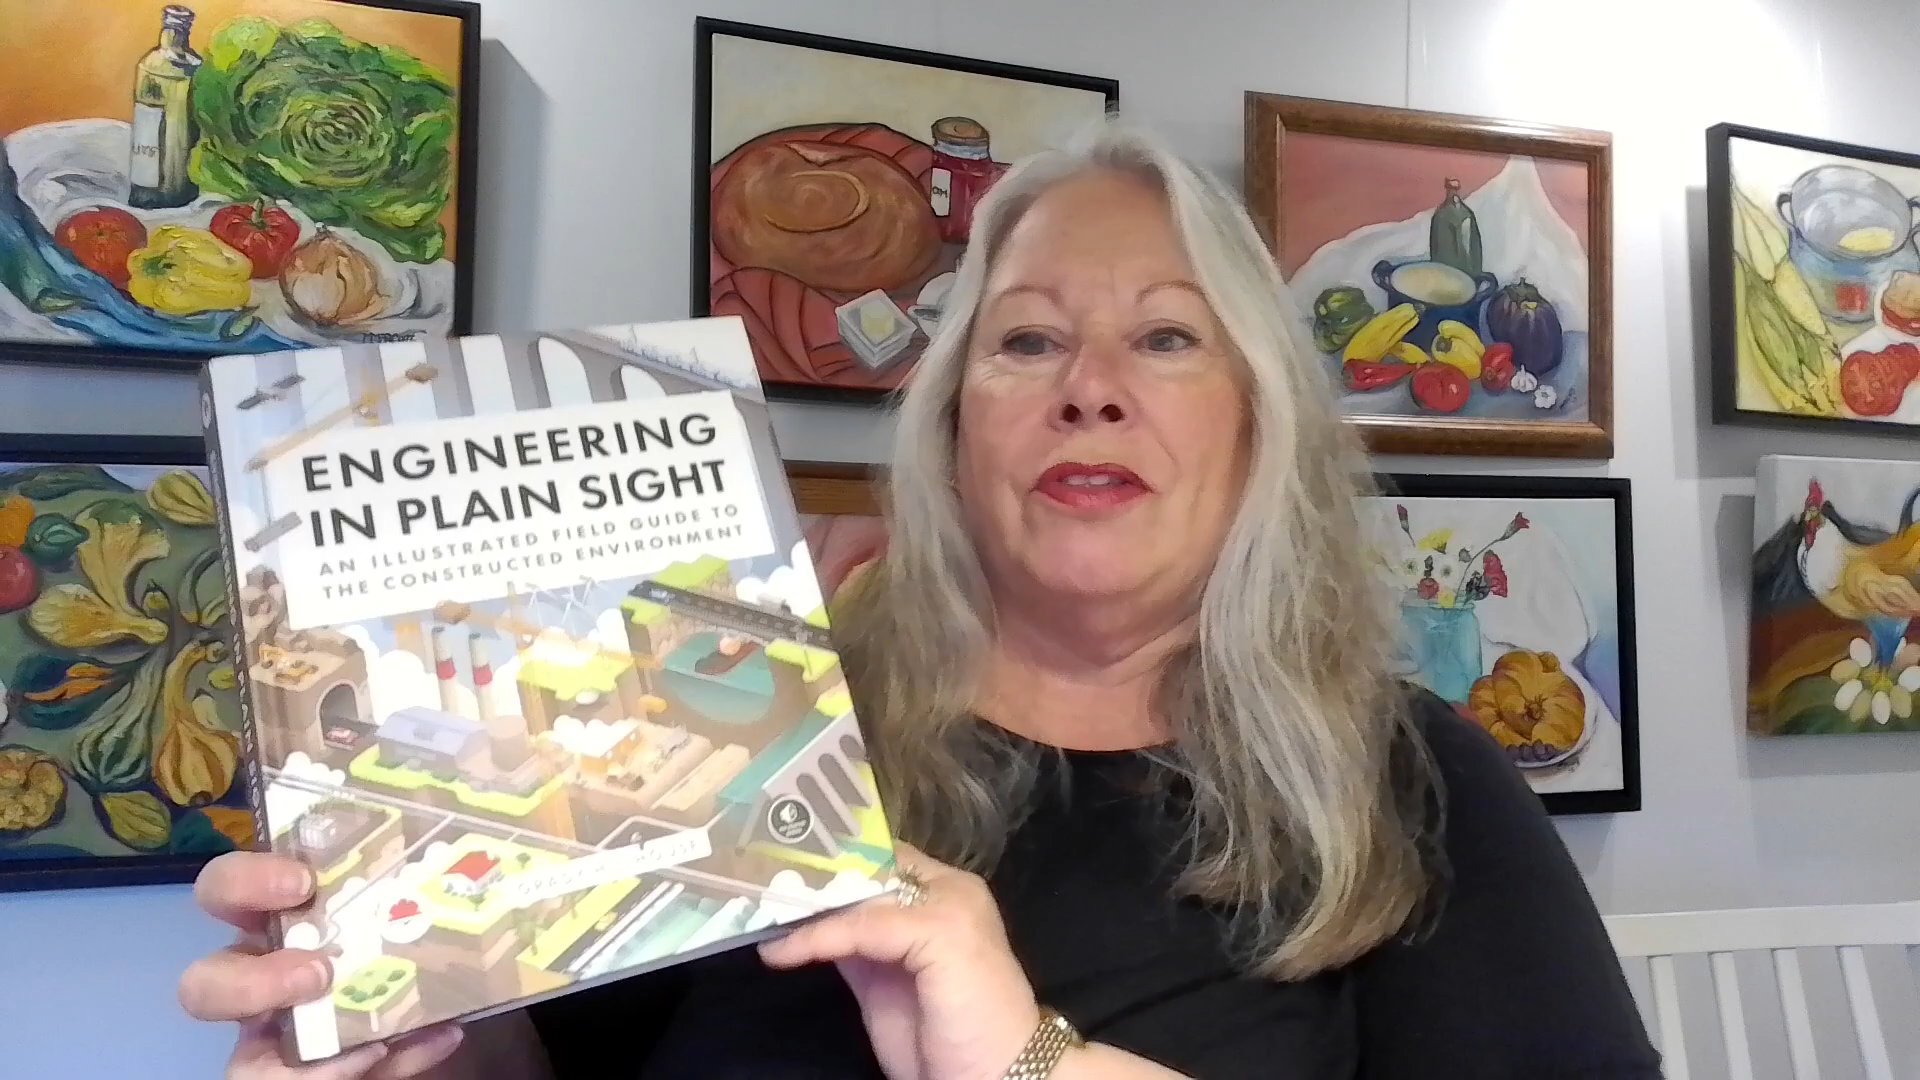 ENGINEERING
IN PLAIN SIGHT
AN ILLUSTRATED FIELD GUIDE TO
THE CONSTRUCTED ENVIRONMENT